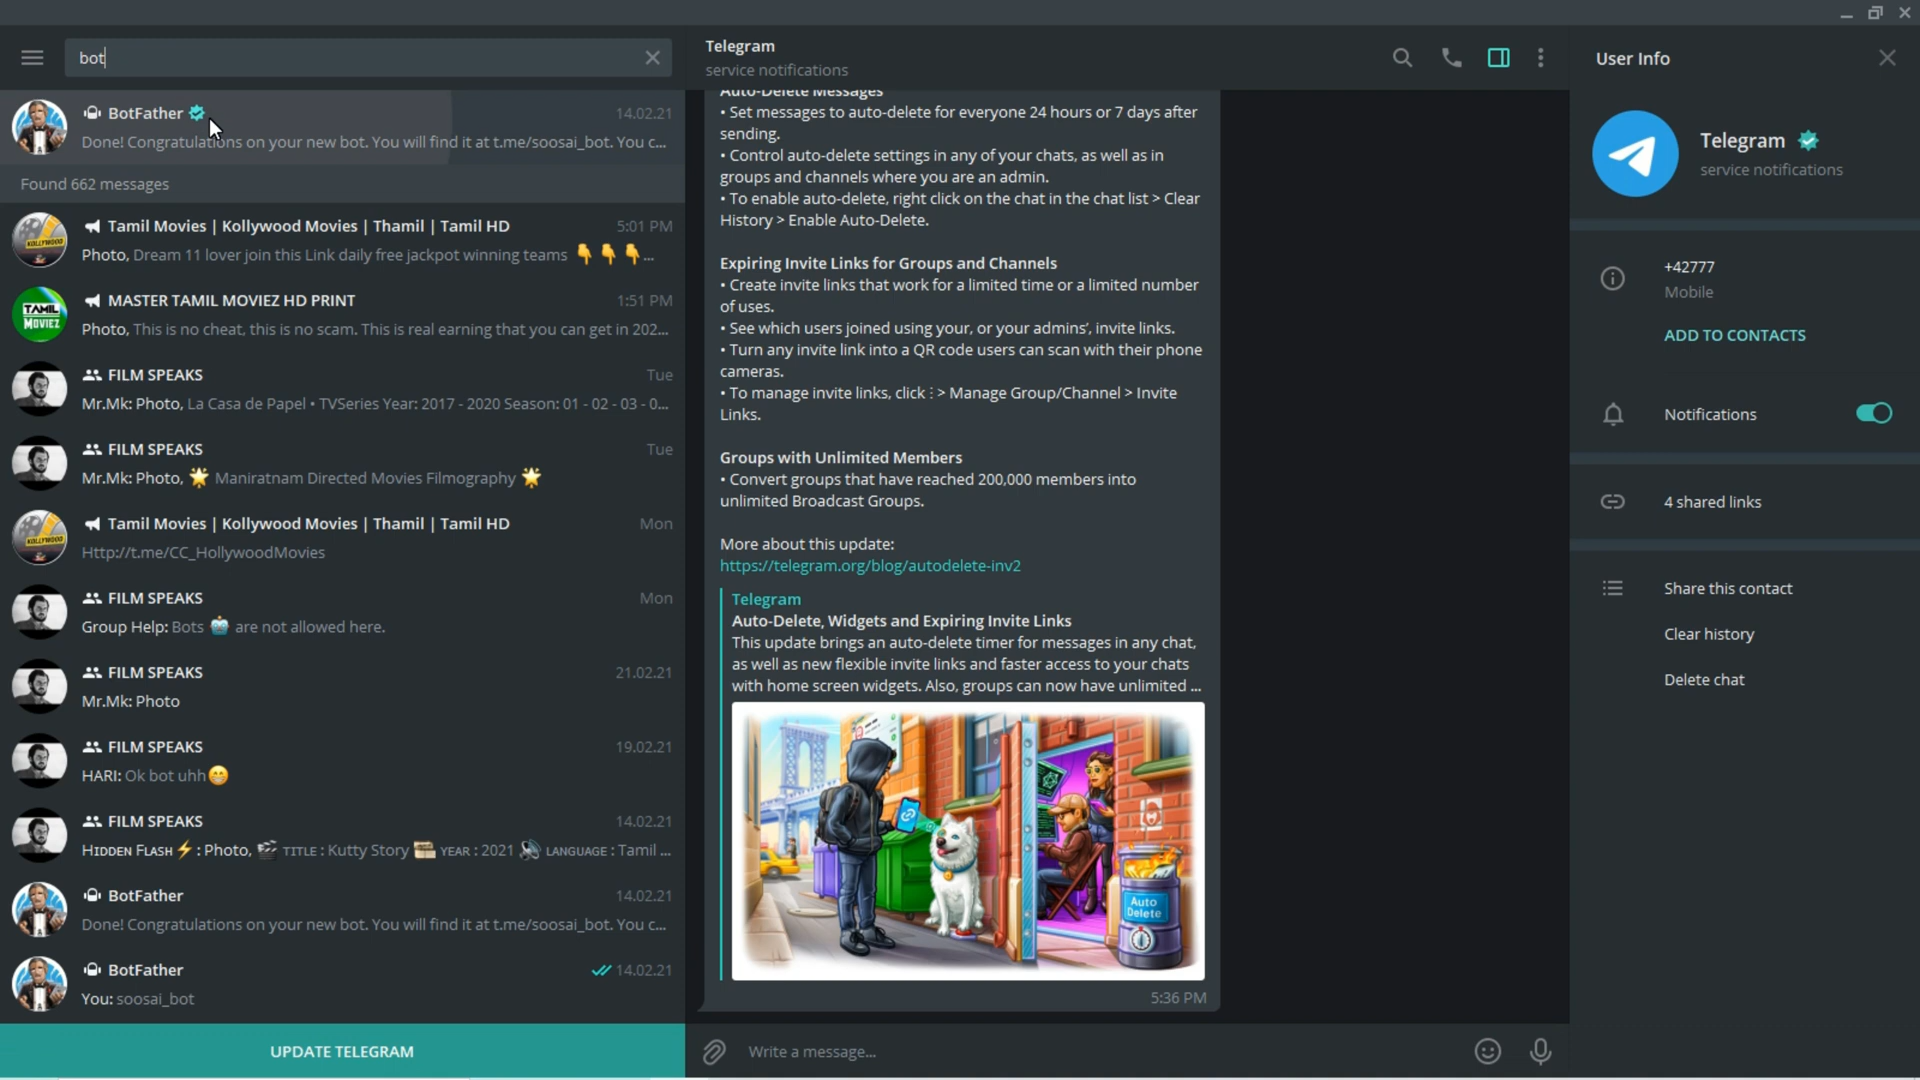 bot
BotFather
14.02.21
Done! Congratulations on your new bot. You will find it at t.me/soosai_bot. You c...
Found 662 messages
Tamil Movies | Kollywood Movies | Thamil | Tamil HD
5:01 PM
Photo, Dream 11 lover join this Link daily free jackpot winning teams 👇 👇 👇...
MASTER TAMIL MOVIEZ HD PRINT
1:51 PM
Photo, This is no cheat, this is no scam. This is real earning that you can get in 202...
FILM SPEAKS
Tue
Mr.Mk: Photo, La Casa de Papel • TVSeries Year: 2017 - 2020 Season: 01 - 02 - 03 - 0...
FILM SPEAKS
Tue
Mr.Mk: Photo, 🌟 Maniratnam Directed Movies Filmography 🌟
Tamil Movies | Kollywood Movies | Thamil | Tamil HD
Mon
Http://t.me/CC_HollywoodMovies
FILM SPEAKS
Mon
Group Help: Bots 🤖 are not allowed here.
FILM SPEAKS
21.02.21
Mr.Mk: Photo
FILM SPEAKS
19.02.21
HARI: Ok bot uhh😁
FILM SPEAKS
14.02.21
Hɪᴅᴅᴇɴ Fʟᴀsʜ⚡: Photo, 🎬 ᴛɪᴛʟᴇ : Kutty Story 🗃 ʏᴇᴀʀ : 2021 🔊 ʟᴀɴɢᴜᴀɢᴇ : Tamil ...
BotFather
14.02.21
Done! Congratulations on your new bot. You will find it at t.me/soosai_bot. You c...
BotFather
14.02.21
You: soosai_bot
UPDATE TELEGRAM
Telegram
service notifications
Auto-Delete Messages
• Set messages to auto-delete for everyone 24 hours or 7 days after
sending.
• Control auto-delete settings in any of your chats, as well as in
groups and channels where you are an admin.
• To enable auto-delete, right click on the chat in the chat list > Clear
History > Enable Auto-Delete.
Expiring Invite Links for Groups and Channels
• Create invite links that work for a limited time or a limited number
of uses.
• See which users joined using your, or your admins', invite links.
• Turn any invite link into a QR code users can scan with their phone
cameras.
• To manage invite links, click ⋮ > Manage Group/Channel > Invite
Links.
Groups with Unlimited Members
• Convert groups that have reached 200,000 members into
unlimited Broadcast Groups.
More about this update:
https://telegram.org/blog/autodelete-inv2
Telegram
Auto-Delete, Widgets and Expiring Invite Links
This update brings an auto-delete timer for messages in any chat,
as well as new flexible invite links and faster access to your chats
with home screen widgets. Also, groups can now have unlimited ...
Auto
Delete
5:36 PM
Write a message...
User Info
Telegram
service notifications
+42777
Mobile
ADD TO CONTACTS
Notifications
4 shared links
Share this contact
Clear history
Delete chat
KOLLYWOOD
TAMIL
MOVIEZ
KOLLYWOOD